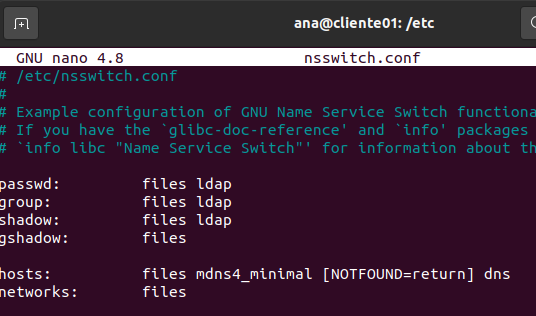 ana@cliente01: /etc
GNU nano 4.8 nsswitch.conf
# /etc/nsswitch.conf
#
# Example configuration of GNU Name Service Switch functiona
# If you have the `glibc-doc-reference' and `info' packages
# `info libc "Name Service Switch"' for information about th
passwd: files ldap
group: files ldap
shadow: files ldap
gshadow: files
hosts: files mdns4_minimal [NOTFOUND=return] dns
networks: files